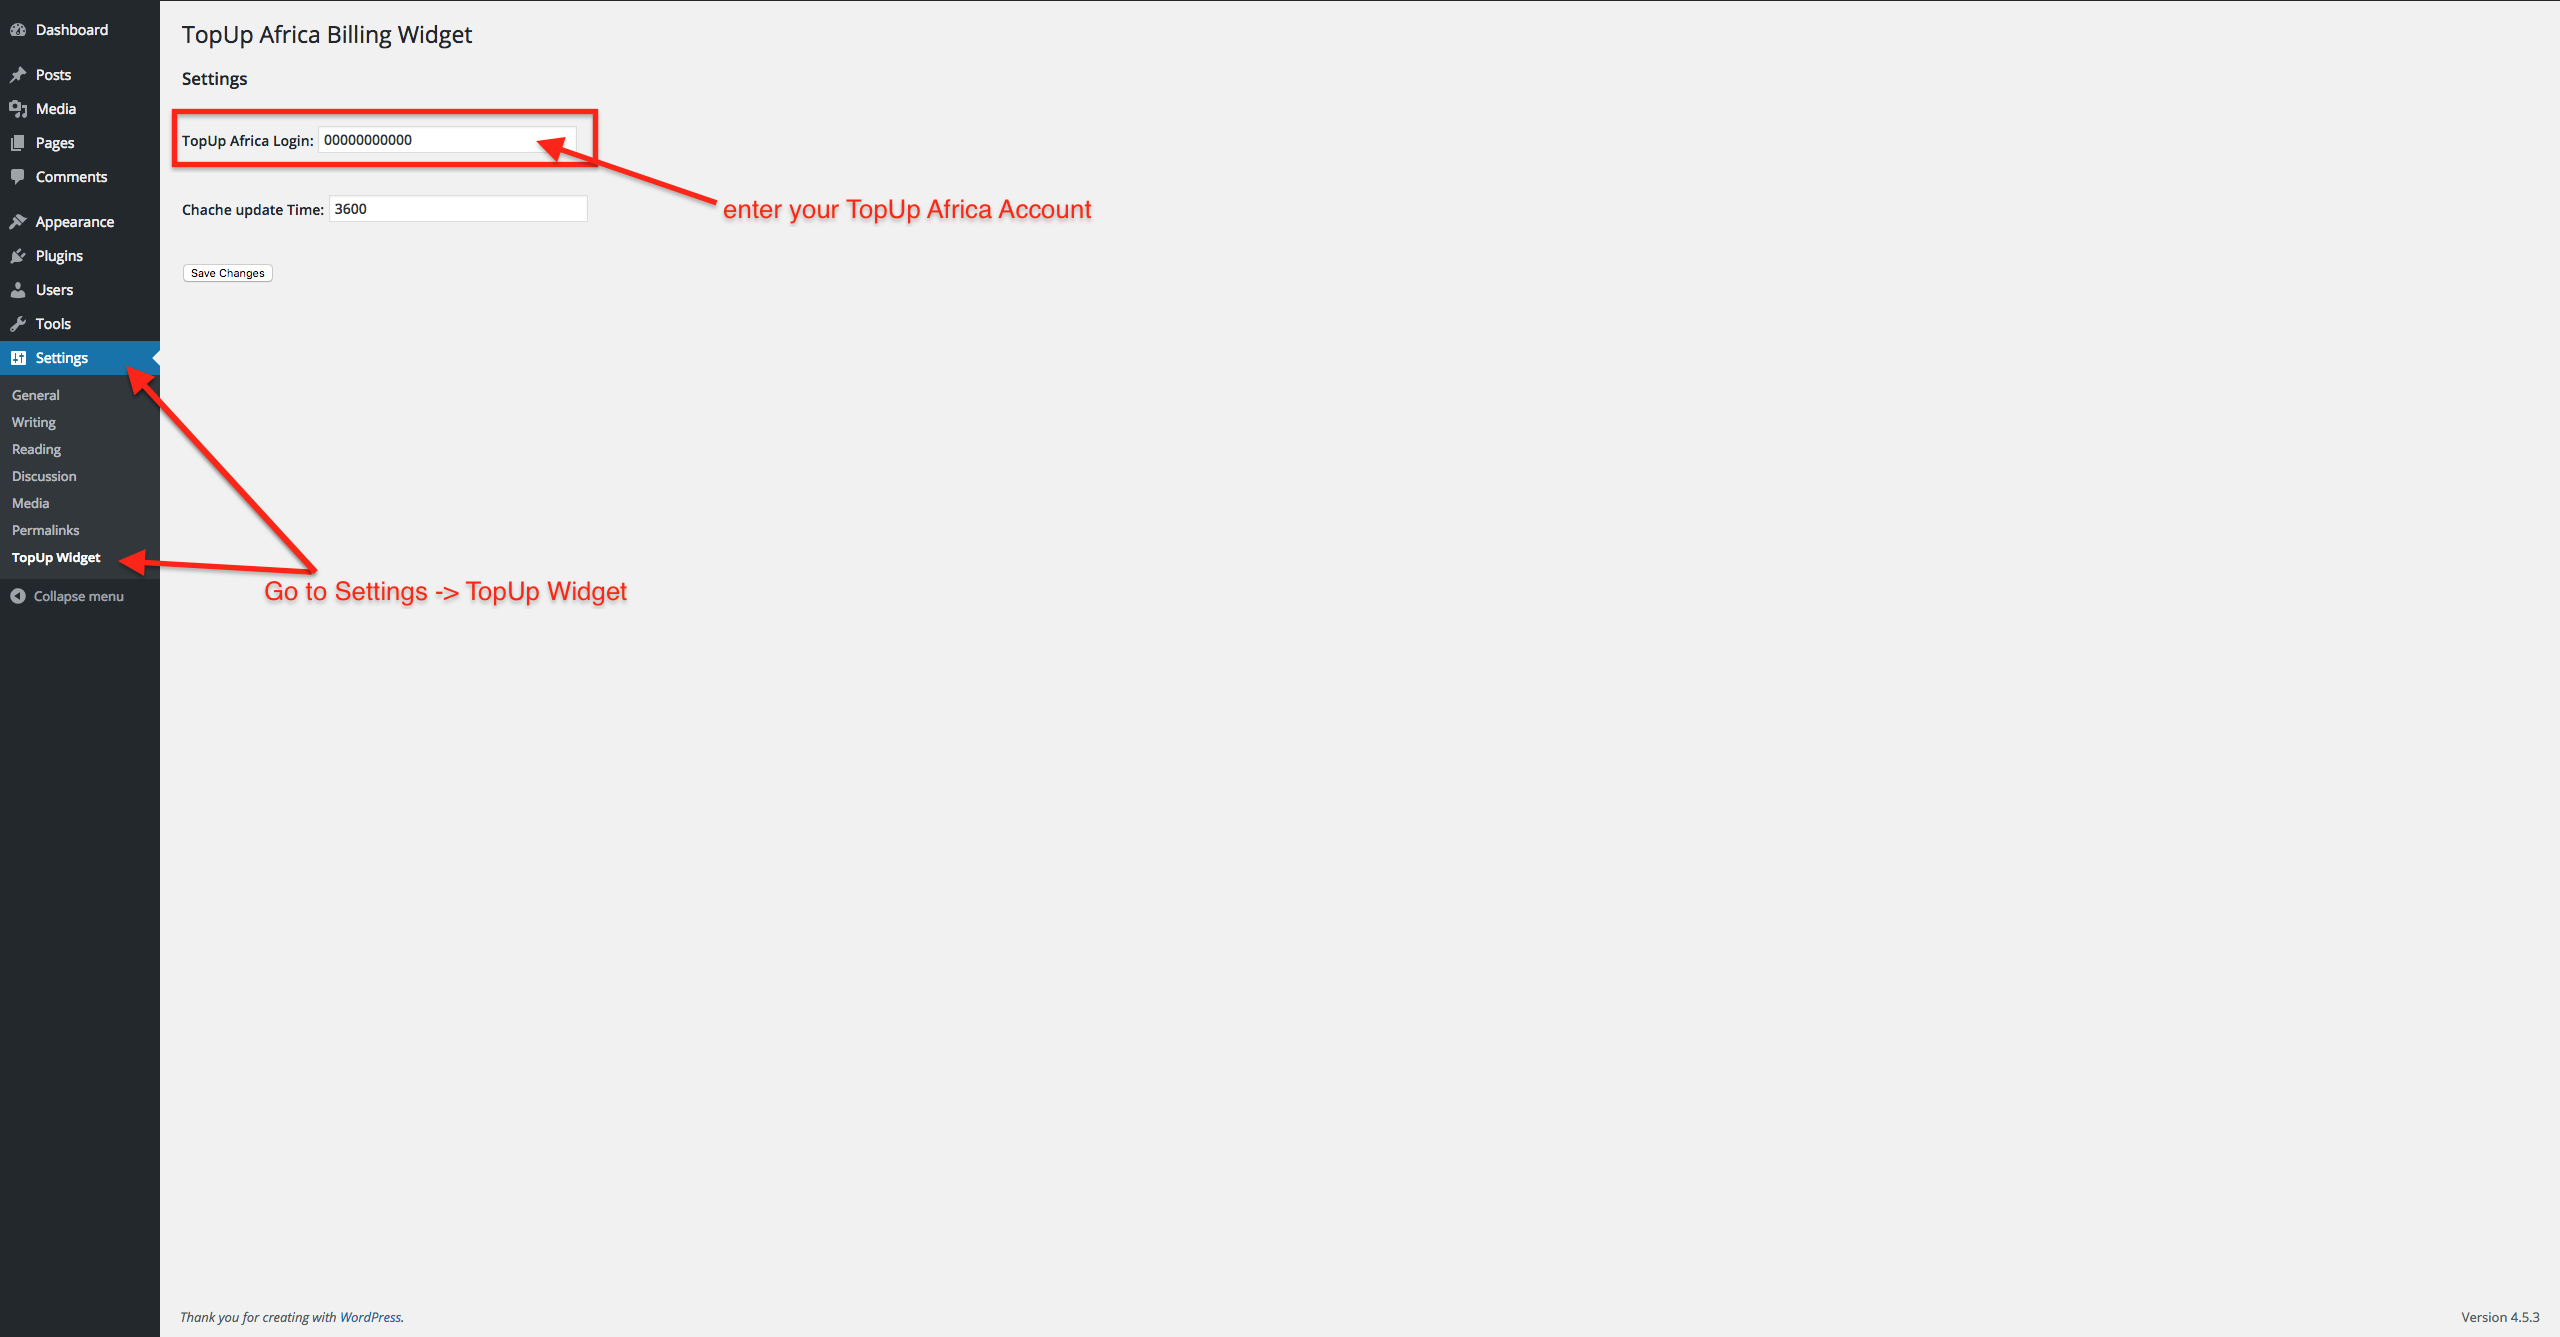 Dashboard
Posts
Media
Pages
Comments
Appearance
Plugins
Users
Tools
Settings
General
Writing
Reading
Discussion
Media
Permalinks
TopUp Widget
Collapse menu
TopUp Africa Billing Widget
Settings
TopUp Africa Login: 00000000000
enter your TopUp Africa Account
Chache update Time: 3600
Save Changes
Go to Settings -> TopUp Widget
Thank you for creating with WordPress.
Version 4.5.3